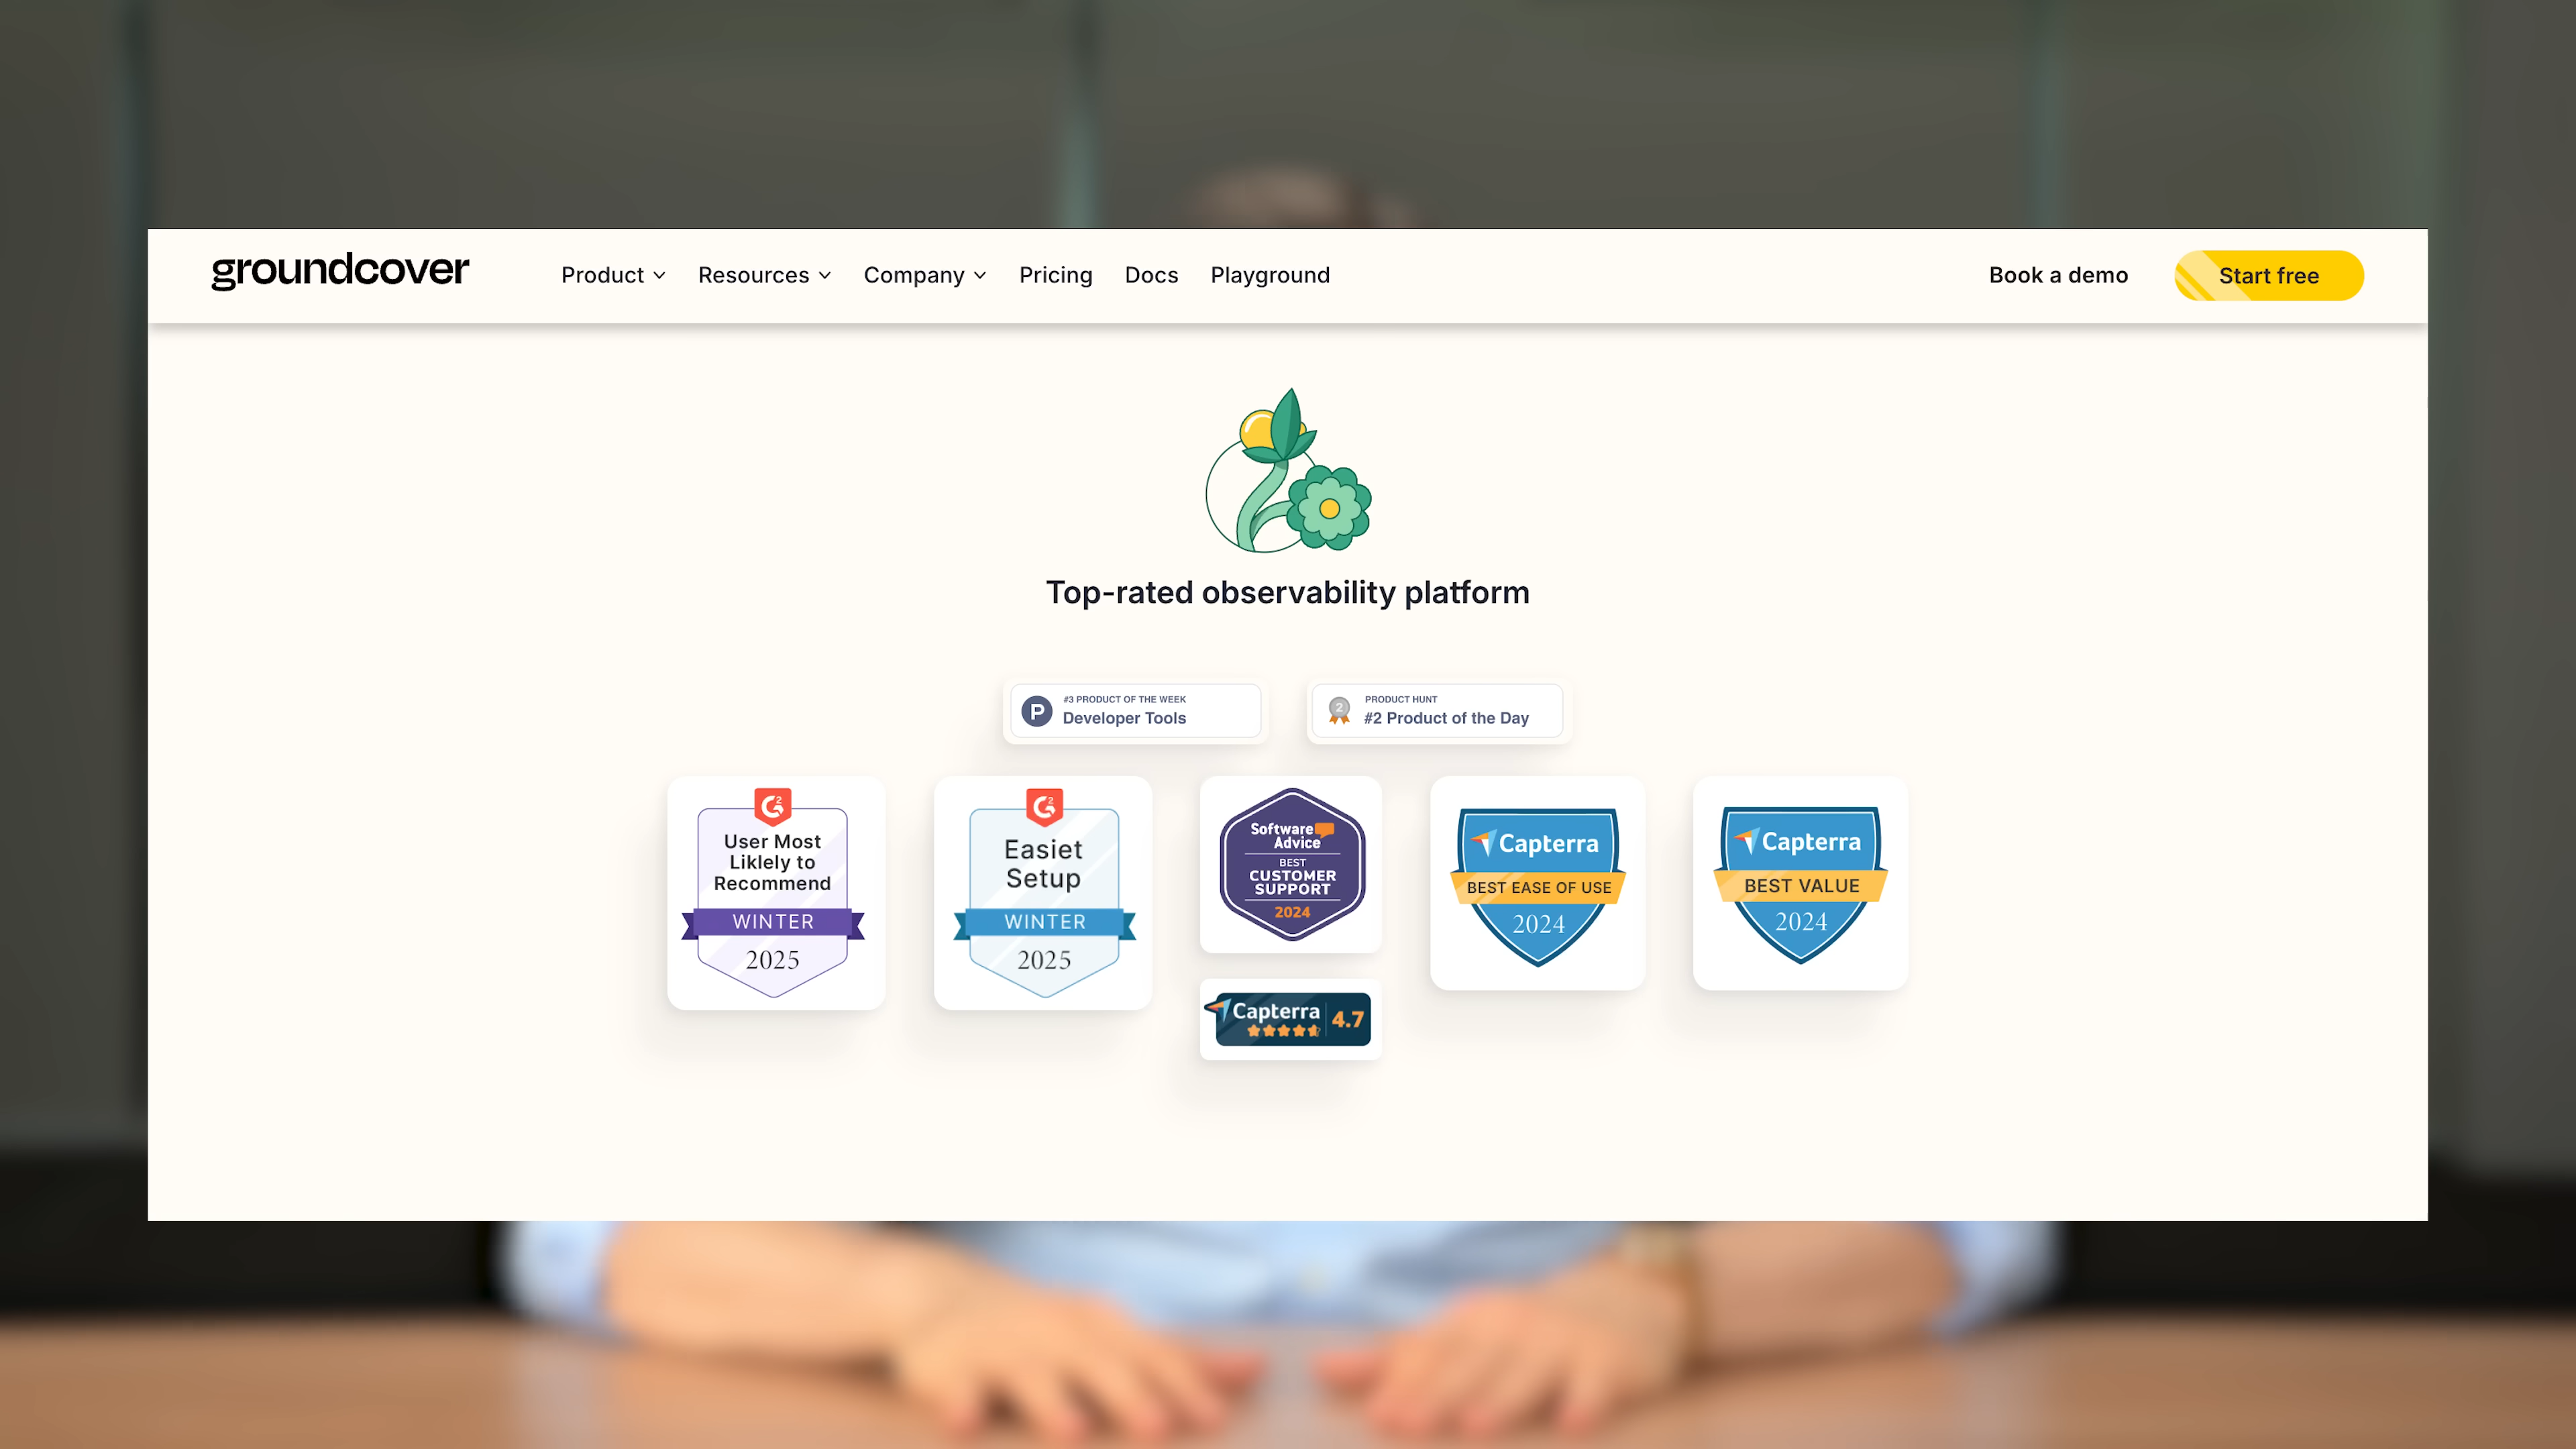 groundcover
Product
Resources
Company
Pricing
Docs
Playground
Book a demo
Start free
Top-rated observability platform
P
#3 PRODUCT OF THE WEEK
Developer Tools
2
PRODUCT HUNT
#2 Product of the Day
G2
User Most
Liklely to
Recommend
WINTER
2025
G2
Easiet
Setup
WINTER
2025
Software
Advice
BEST
CUSTOMER
SUPPORT
2024
Capterra
4.7
Capterra
BEST EASE OF USE
2024
Capterra
BEST VALUE
2024